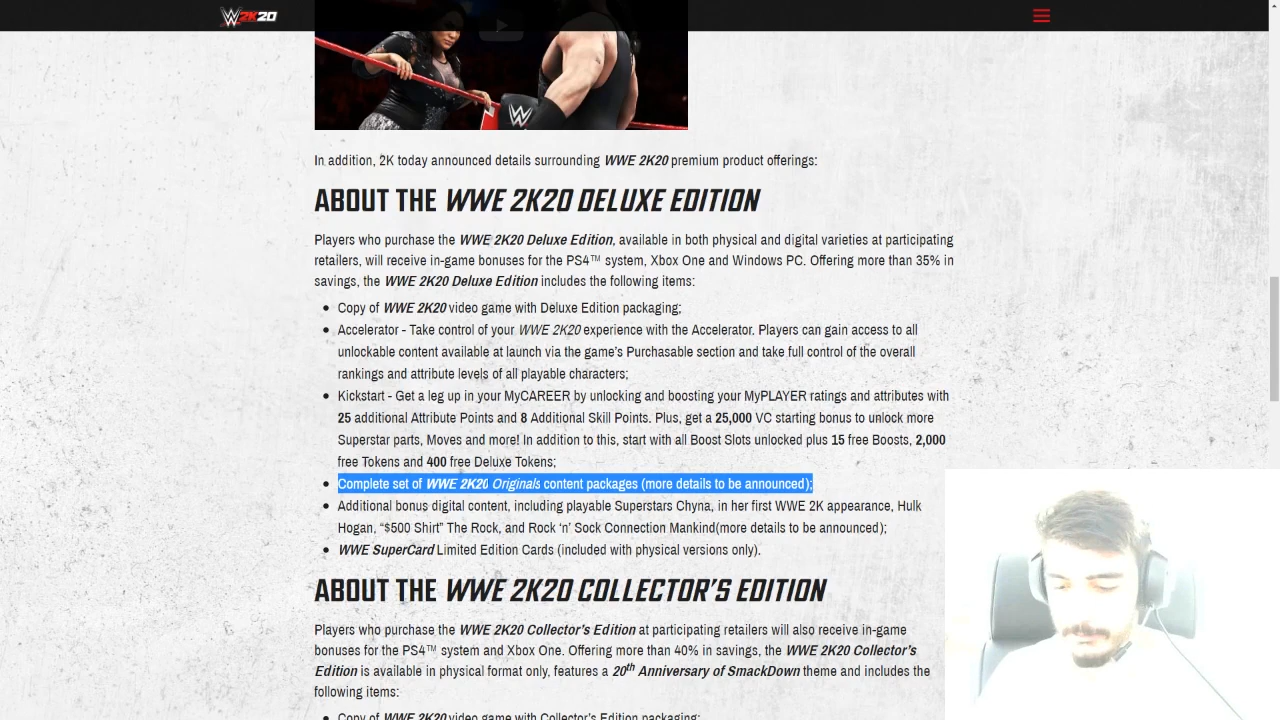 W2K20
W
In addition, 2K today announced details surrounding WWE 2K20 premium product offerings:
ABOUT THE WWE 2K20 DELUXE EDITION
Players who purchase the WWE 2K20 Deluxe Edition, available in both physical and digital varieties at participating
retailers, will receive in-game bonuses for the PS4™ system, Xbox One and Windows PC. Offering more than 35% in
savings, the WWE 2K20 Deluxe Edition includes the following items:
• Copy of WWE 2K20 video game with Deluxe Edition packaging;
• Accelerator - Take control of your WWE 2K20 experience with the Accelerator. Players can gain access to all
unlockable content available at launch via the game's Purchasable section and take full control of the overall
rankings and attribute levels of all playable characters;
• Kickstart - Get a leg up in your MyCAREER by unlocking and boosting your MyPLAYER ratings and attributes with
25 additional Attribute Points and 8 Additional Skill Points. Plus, get a 25,000 VC starting bonus to unlock more
Superstar parts, Moves and more! In addition to this, start with all Boost Slots unlocked plus 15 free Boosts, 2,000
free Tokens and 400 free Deluxe Tokens;
• Complete set of WWE 2K20 Originals content packages (more details to be announced);
• Additional bonus digital content, including playable Superstars Chyna, in her first WWE 2K appearance, Hulk
Hogan, “$500 Shirt” The Rock, and Rock ‘n’ Sock Connection Mankind(more details to be announced);
• WWE SuperCard Limited Edition Cards (included with physical versions only).
ABOUT THE WWE 2K20 COLLECTOR'S EDITION
Players who purchase the WWE 2K20 Collector's Edition at participating retailers will also receive in-game
bonuses for the PS4™ system and Xbox One. Offering more than 40% in savings, the WWE 2K20 Collector's
Edition is available in physical format only, features a 20th Anniversary of SmackDown theme and includes the
following items:
• Copy of WWE 2K20 video game with Collector's Edition packaging;